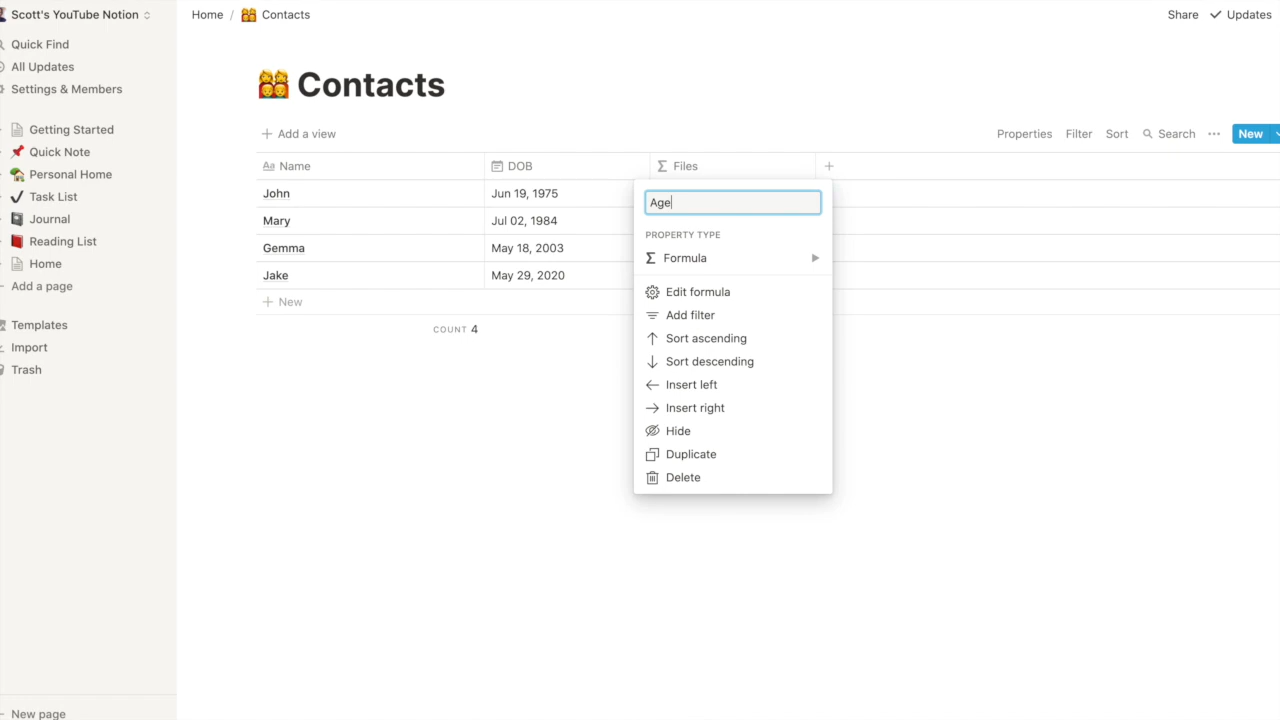 Scott's YouTube Notion
Home / Contacts
Share Updates
Quick Find
All Updates
Settings & Members
Getting Started
Quick Note
Personal Home
Task List
Journal
Reading List
Home
Add a page
Templates
Import
Trash
New page
Contacts
Add a view
Properties Filter Sort Search New
Aa Name DOB Files
John Jun 19, 1975
Mary Jul 02, 1984
Gemma May 18, 2003
Jake May 29, 2020
New
COUNT 4
Age
PROPERTY TYPE
Formula
Edit formula
Add filter
Sort ascending
Sort descending
Insert left
Insert right
Hide
Duplicate
Delete